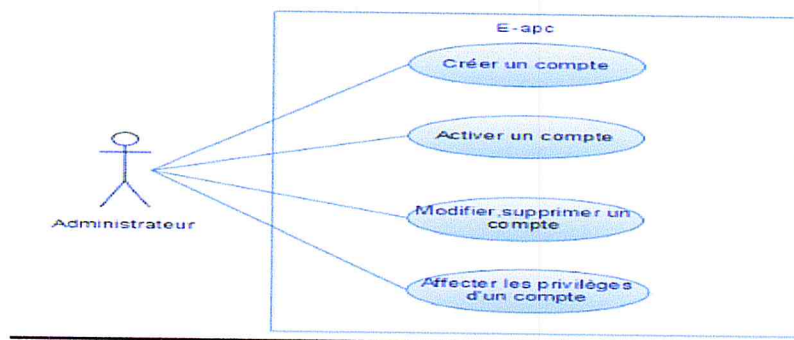 E-apc
Créer un compte
Activer un compte
Administrateur
Modifier,supprimer un
compte
Affecter les privilèges
d'un compte